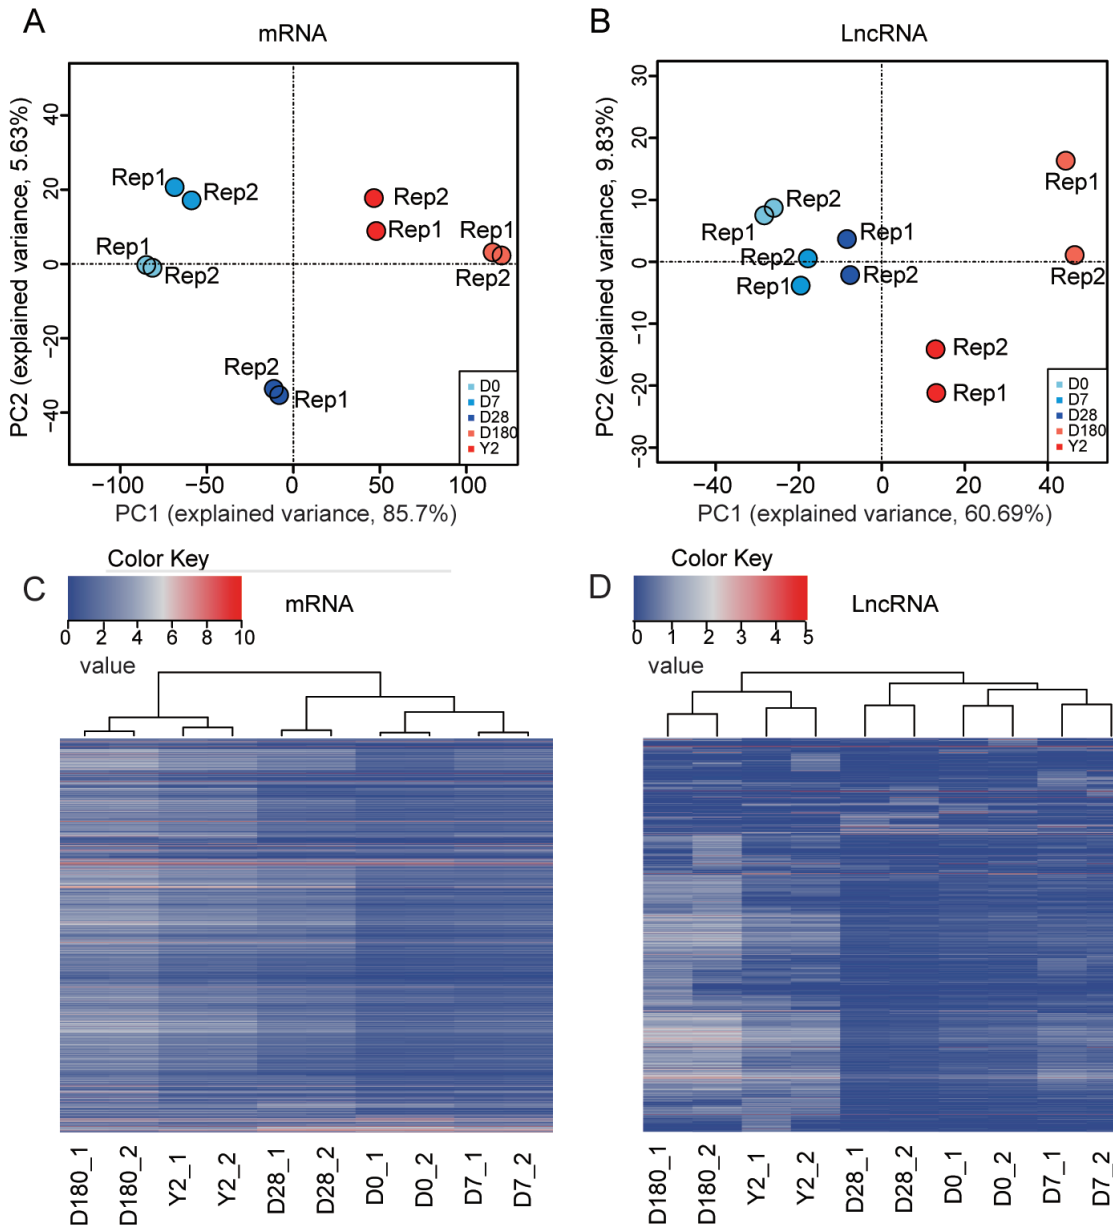 A
mRNA
PC2 (explained variance, 5.63%)
40
20
0
−20
−40
Rep1
Rep2
Rep1
Rep2
Rep2
Rep1
Rep1
Rep2
Rep2
Rep1
D0
D7
D28
D180
Y2
−100
−50
0
50
100
PC1 (explained variance, 85.7%)
B
LncRNA
PC2 (explained variance, 9.83%)
30
20
10
0
−10
−20
−30
Rep1
Rep2
Rep2
Rep1
Rep1
Rep2
Rep1
Rep2
Rep2
Rep1
D0
D7
D28
D180
Y2
−40
−20
0
20
40
PC1 (explained variance, 60.69%)
C
Color Key
mRNA
0 2 4 6 8 10
value
D180_1
D180_2
Y2_1
Y2_2
D28_1
D28_2
D0_1
D0_2
D7_1
D7_2
D
Color Key
LncRNA
0 1 2 3 4 5
value
D180_1
D180_2
Y2_1
Y2_2
D28_1
D28_2
D0_1
D0_2
D7_1
D7_2